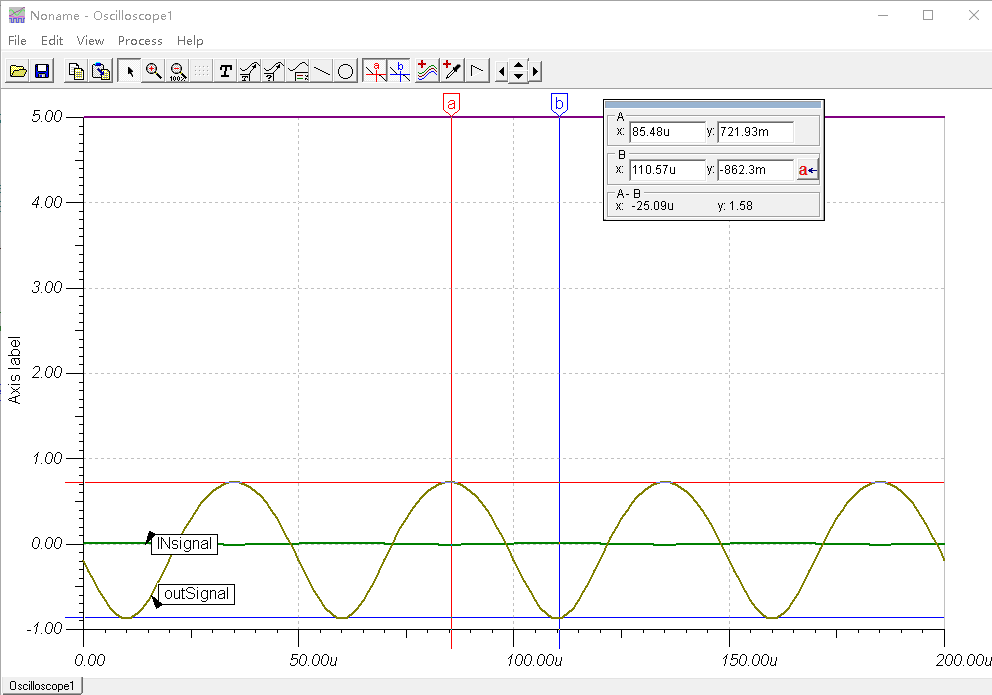 Noname - Oscilloscope1
File Edit View Process Help
T 100% a b
a b
A
x: 85.48u y: 721.93m
B
x: 110.57u y: -862.3m a
A - B
x: -25.09u y: 1.58
5.00
4.00
3.00
2.00
1.00
0.00
-1.00
Axis label
INsignal
outSignal
0.00 50.00u 100.00u 150.00u 200.00u
Oscilloscope1